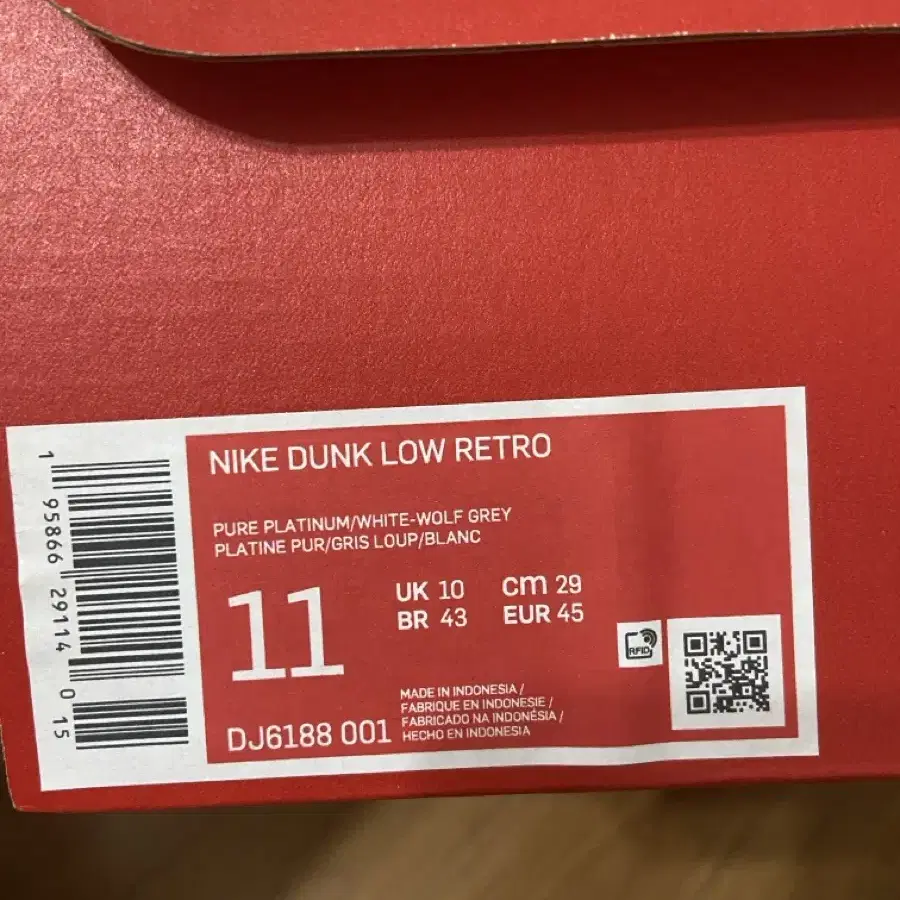 NIKE DUNK LOW RETRO
PURE PLATINUM/WHITE-WOLF GREY
PLATINE PUR/GRIS LOUP/BLANC
11
UK 10 cm 29
BR 43 EUR 45
RFID
MADE IN INDONESIA /
FABRIQUE EN INDONESIE /
FABRICADO NA INDONÉSIA /
HECHO EN INDONESIA
DJ6188 001
1 95866 29114 0 15